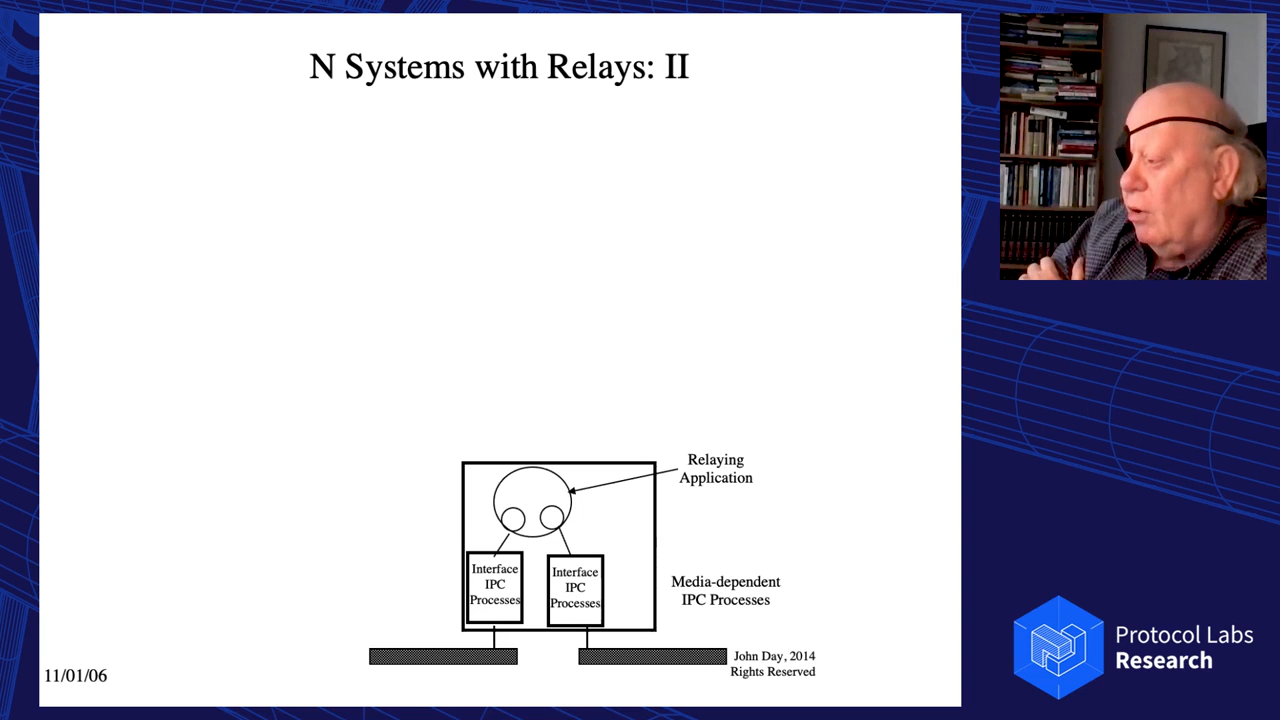 N Systems with Relays: II
Relaying
Application
Interface
IPC
Processes
Interface
IPC
Processes
Media-dependent
IPC Processes
John Day, 2014
Rights Reserved
11/01/06
Protocol Labs
Research